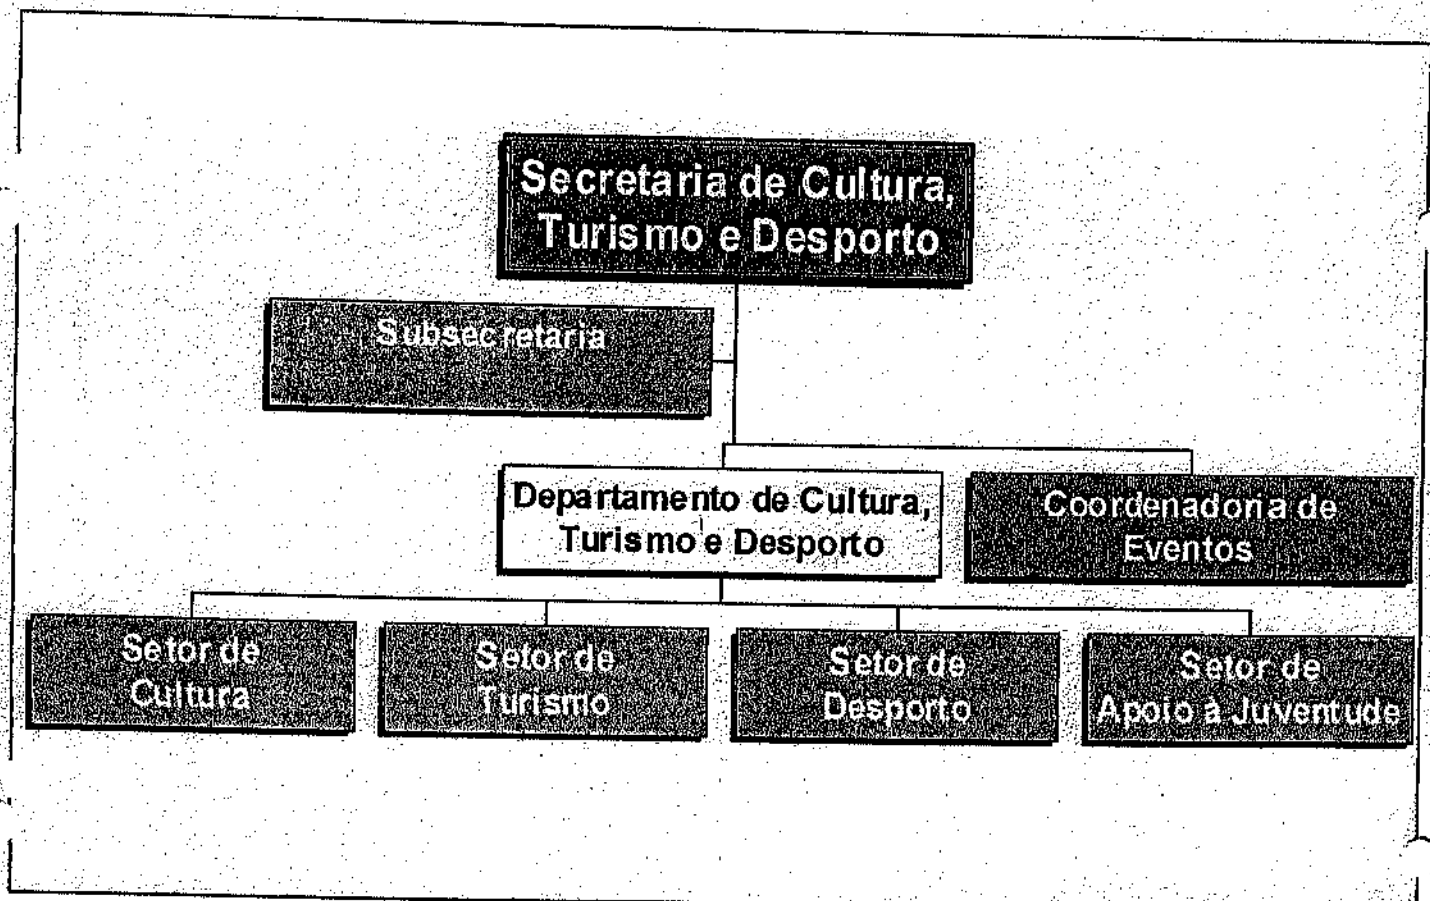 Secretaria de Cultura,
Turismo e Desporto
Subsecretaria
Departamento de Cultura,
Turismo e Desporto
Coordenadoria de
Eventos
Setor de
Cultura
Setor de
Turismo
Setor de
Desporto
Setor de
Apoio à Juventude